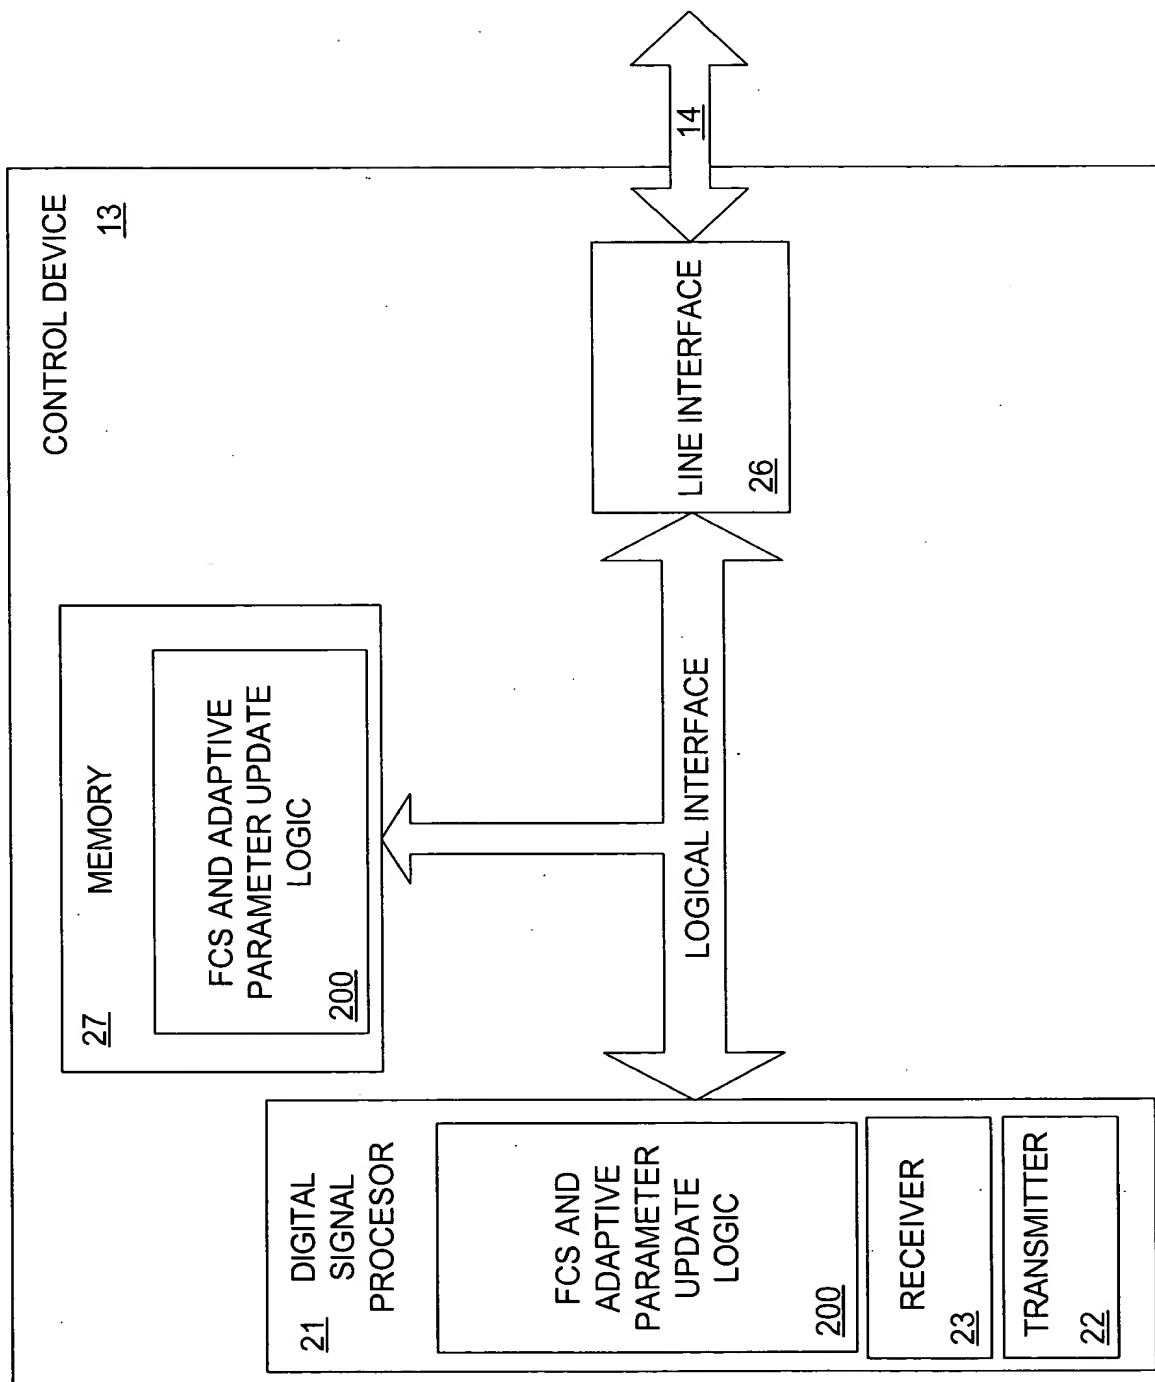 CONTROL DEVICE
13
MEMORY
27
FCS AND ADAPTIVE
PARAMETER UPDATE
LOGIC
200
DIGITAL
SIGNAL
PROCESOR
21
FCS AND
ADAPTIVE
PARAMETER
UPDATE
LOGIC
200
RECEIVER
23
TRANSMITTER
22
LOGICAL INTERFACE
LINE INTERFACE
26
14